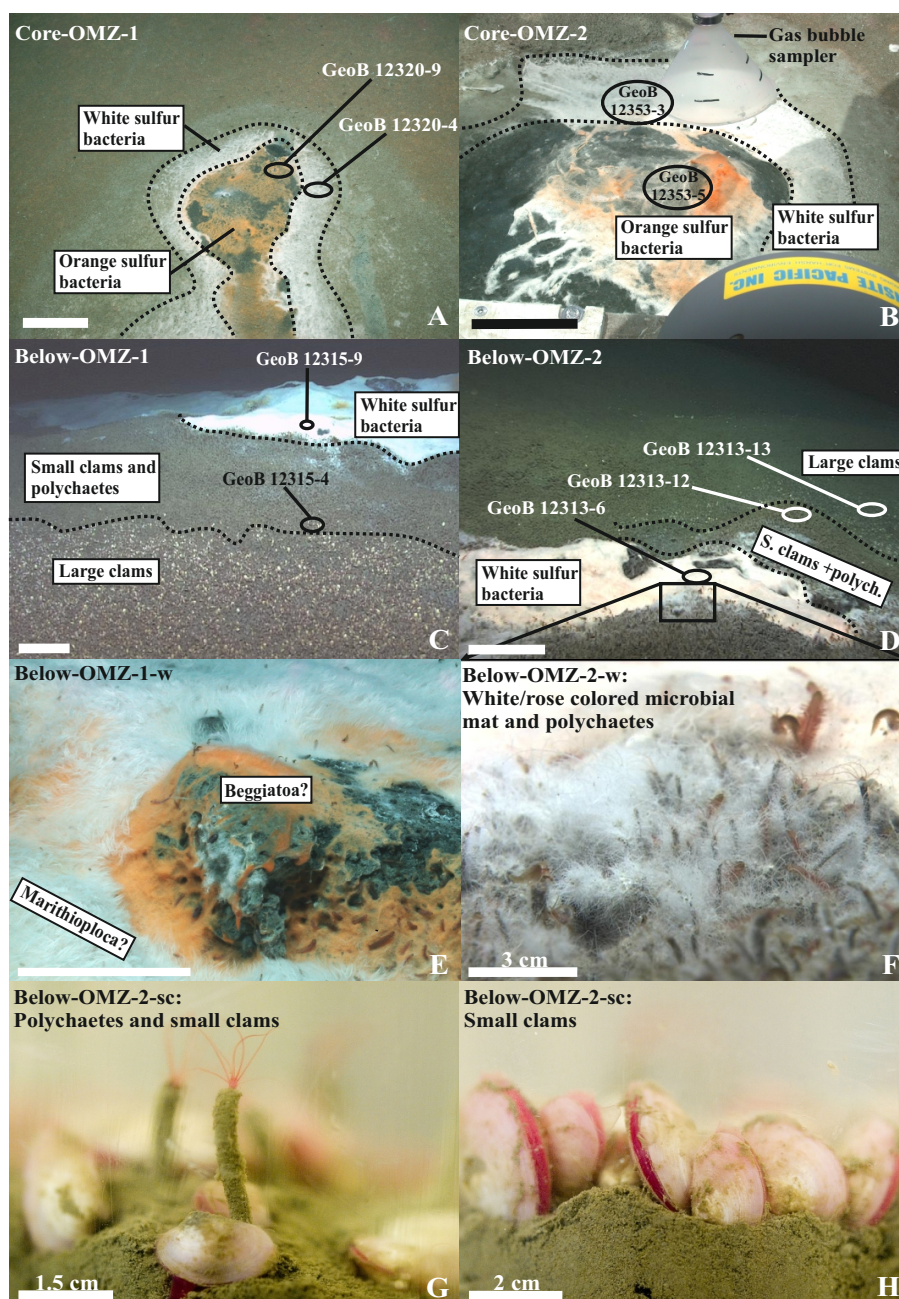 Core-OMZ-1
GeoB 12320-9
GeoB 12320-4
White sulfur
bacteria
Orange sulfur
bacteria
A
Core-OMZ-2
Gas bubble
sampler
GeoB
12353-3
GeoB
12353-5
Orange sulfur
bacteria
White sulfur
bacteria
NSITE PACIFIC INC.
B
Below-OMZ-1
GeoB 12315-9
White sulfur
bacteria
Small clams and
polychaetes
GeoB 12315-4
Large clams
C
Below-OMZ-2
GeoB 12313-13
Large clams
GeoB 12313-12
GeoB 12313-6
S. clams +polych.
White sulfur
bacteria
D
Below-OMZ-1-w
Beggiatoa?
Marithioploca?
E
Below-OMZ-2-w:
White/rose colored microbial
mat and polychaetes
3 cm
F
Below-OMZ-2-sc:
Polychaetes and small clams
1.5 cm
G
Below-OMZ-2-sc:
Small clams
2 cm
H